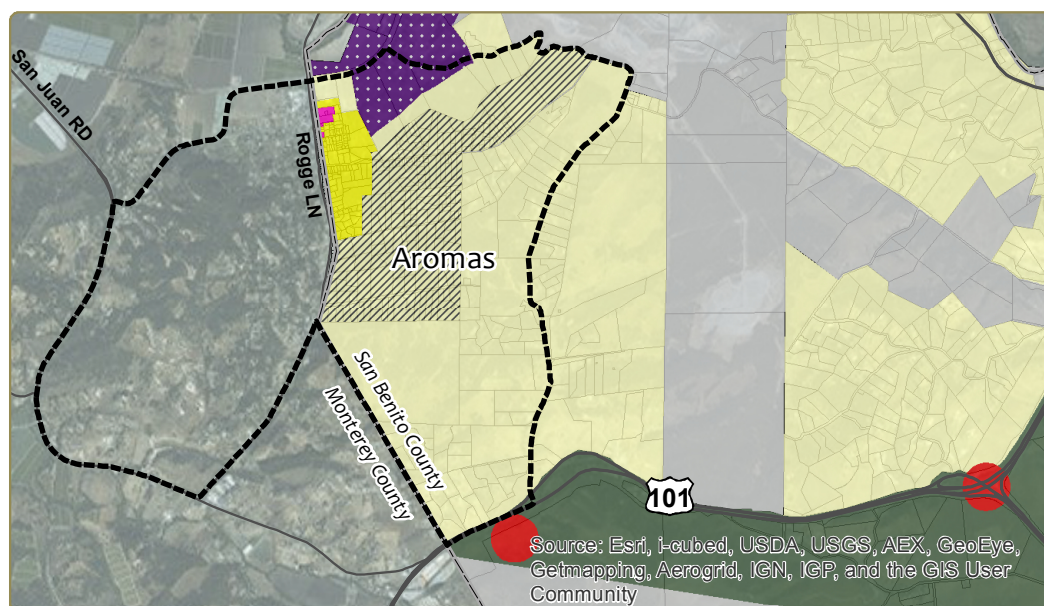 San Juan RD
Rogge LN
Aromas
San Benito County
Monterey County
101
Source: Esri, i-cubed, USDA, USGS, AEX, GeoEye,
Getmapping, Aerogrid, IGN, IGP, and the GIS User
Community